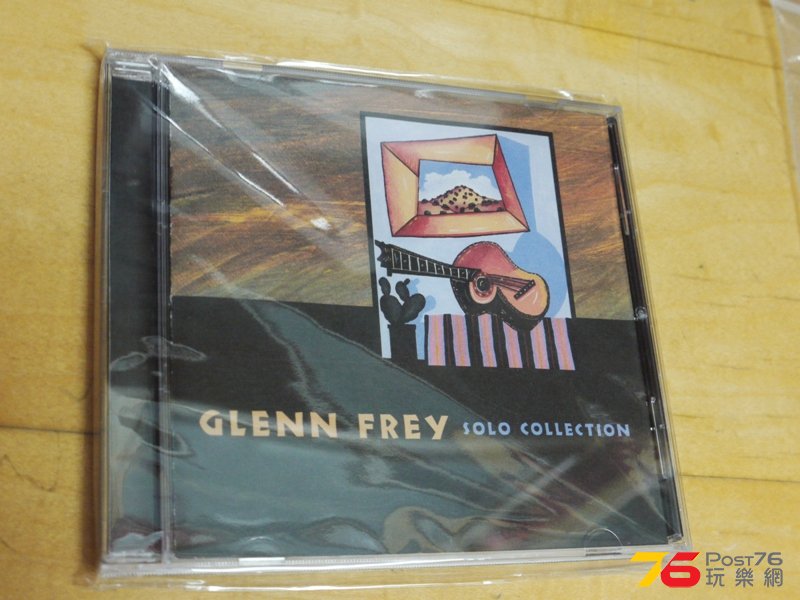 GLENN FREY SOLO COLLECTION
76 POST76
玩樂網